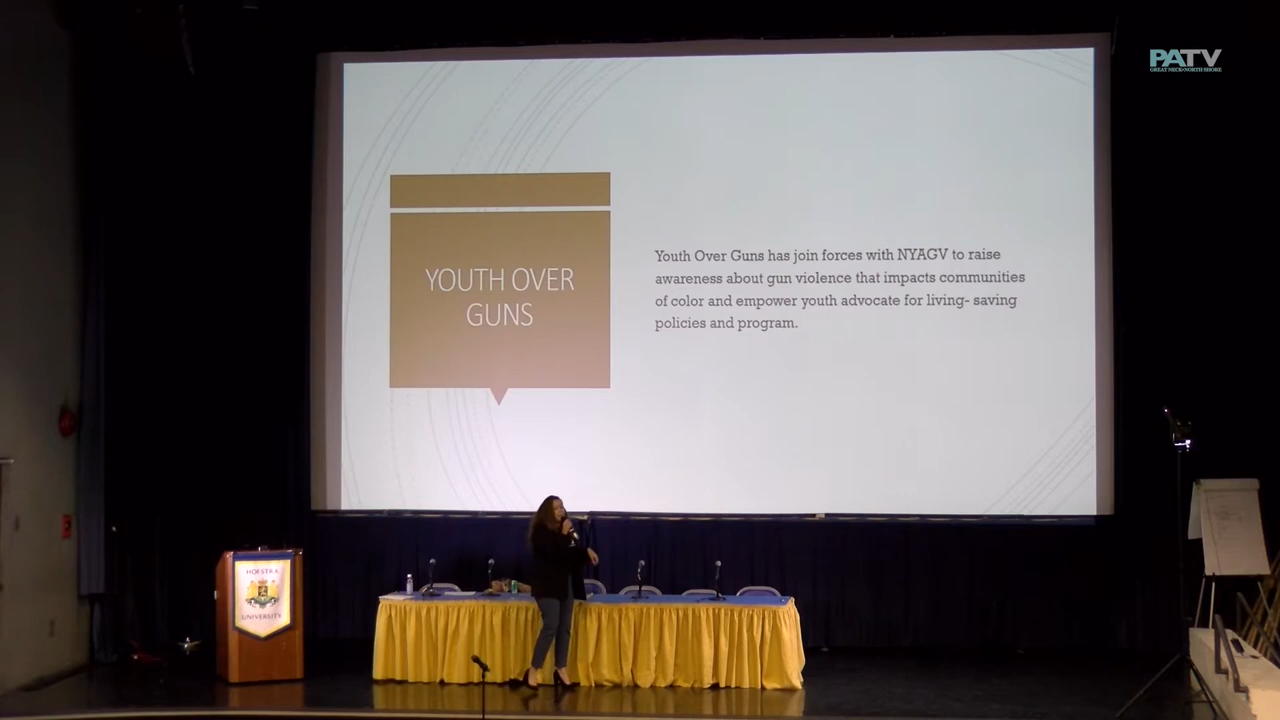 PATV
GREAT NECK•NORTH SHORE
YOUTH OVER
GUNS
Youth Over Guns has join forces with NYAGV to raise
awareness about gun violence that impacts communities
of color and empower youth advocate for living- saving
policies and program.
HOFSTRA
UNIVERSITY